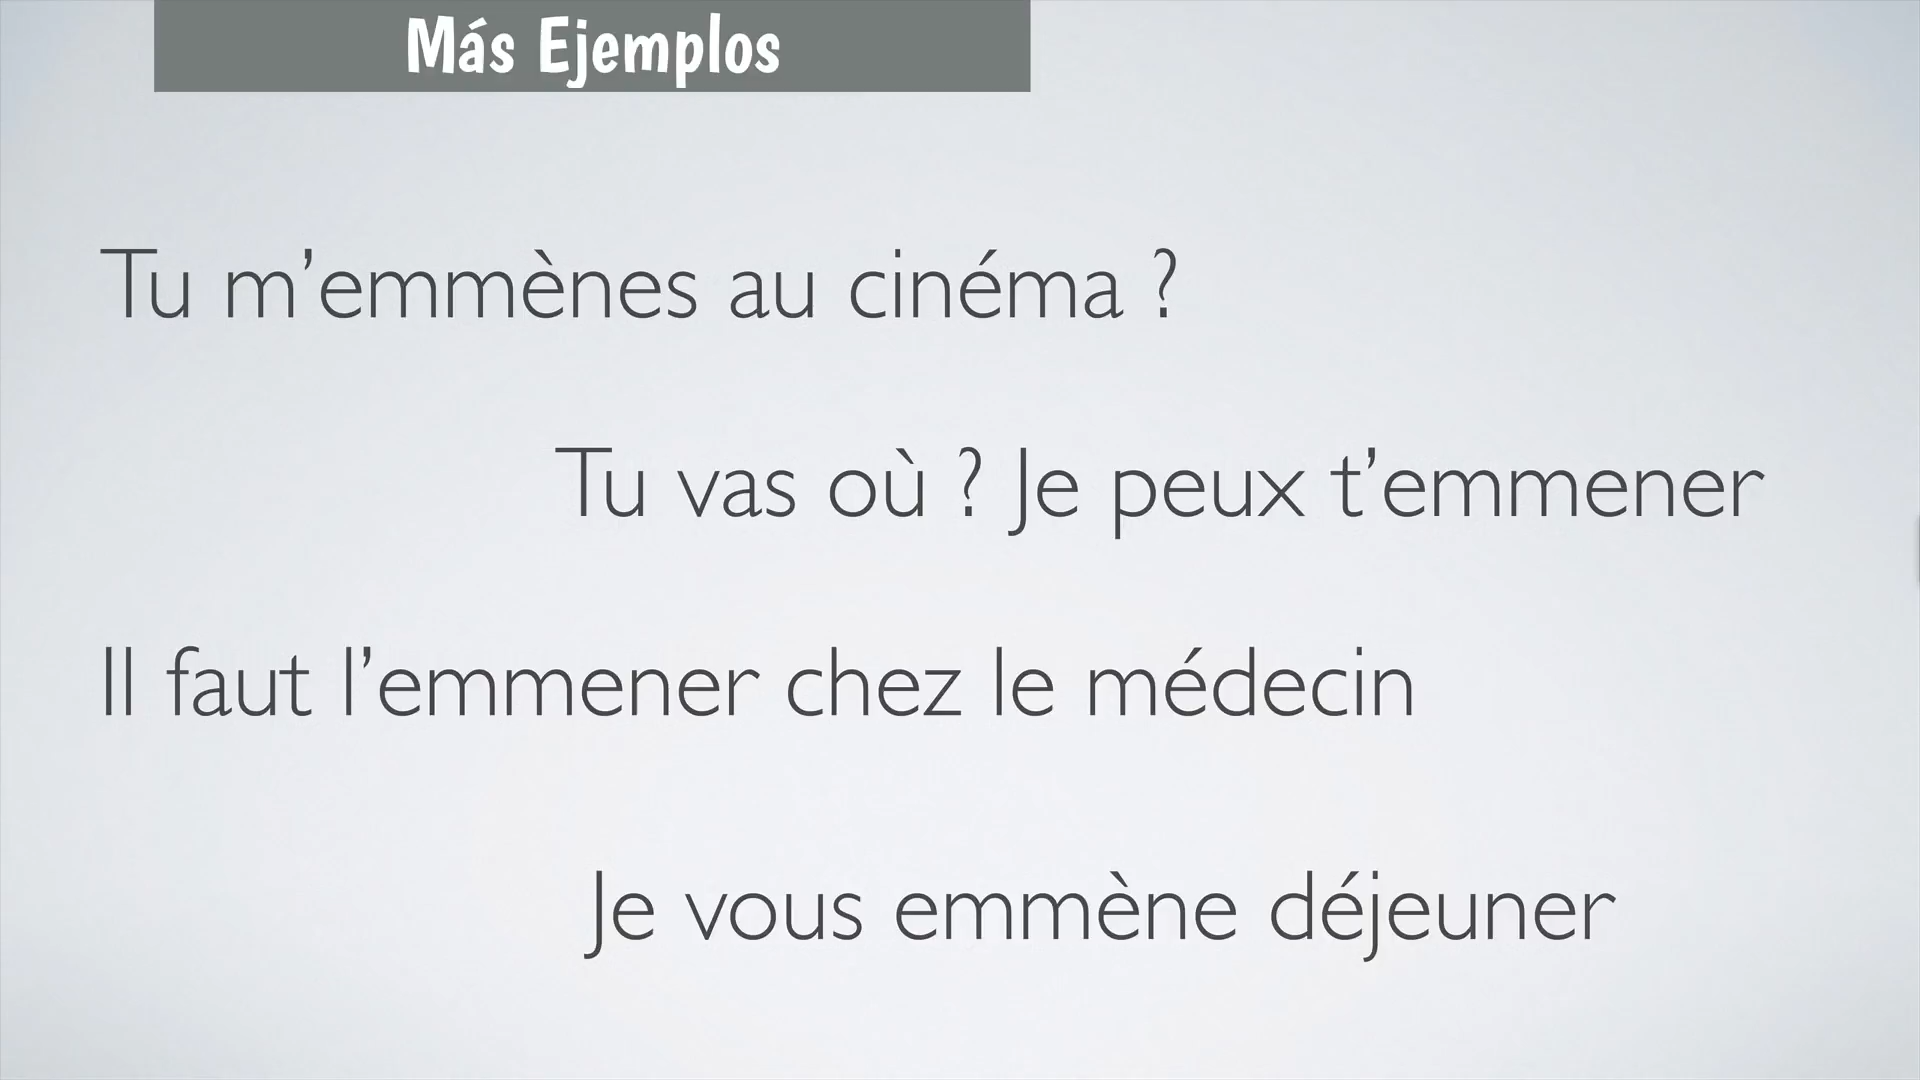 Más Ejemplos
Tu m’emmènes au cinéma ?
Tu vas où ? Je peux t’emmener
Il faut l’emmener chez le médecin
Je vous emmène déjeuner